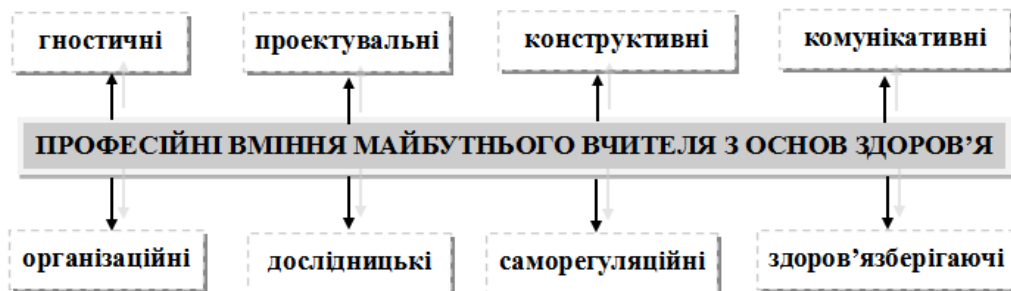 гностичні
проектувальні
конструктивні
комунікативні
ПРОФЕСІЙНІ ВМІННЯ МАЙБУТНЬОГО ВЧИТЕЛЯ З ОСНОВ ЗДОРОВ’Я
організаційні
дослідницькі
саморегуляційні
здоров’язберігаючі